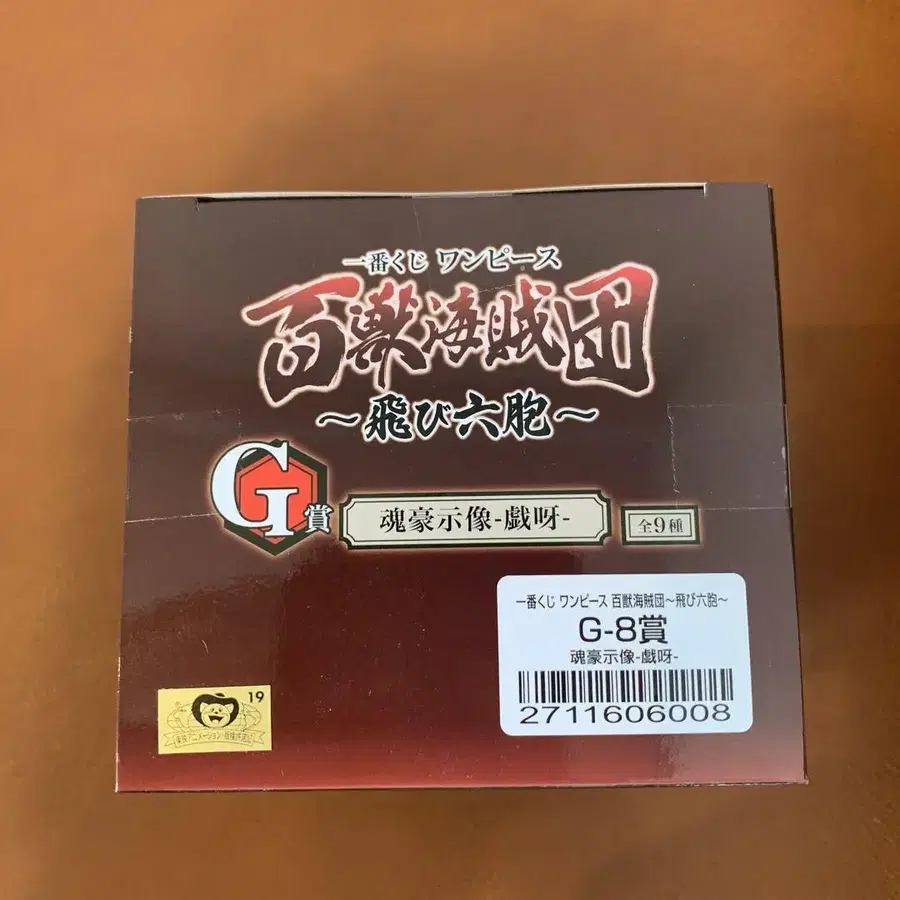 一番くじ ワンピース
百獣海賊団
～飛び六胞～
G賞
魂豪示像-戯呀-
全9種
一番くじ ワンピース 百獣海賊団～飛び六胞～
G-8賞
魂豪示像-戯呀-
2711606008
19